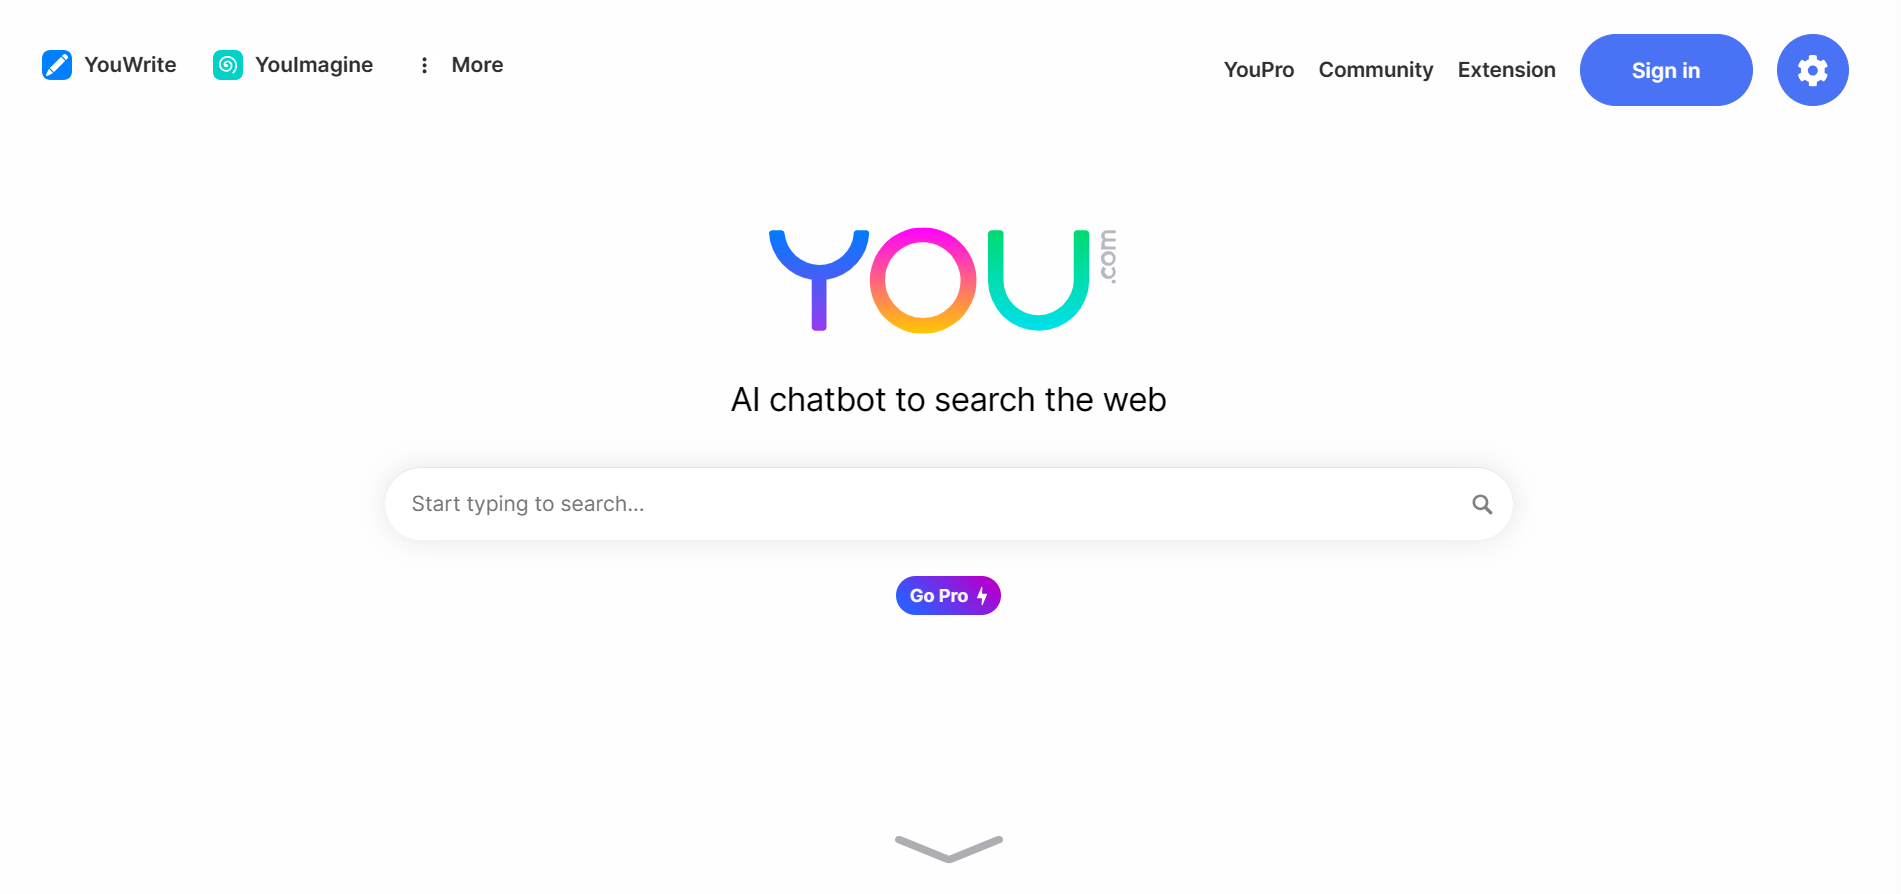 YouWrite
YouImagine
More
YouPro
Community
Extension
Sign in
YOU.com
AI chatbot to search the web
Start typing to search...
Go Pro